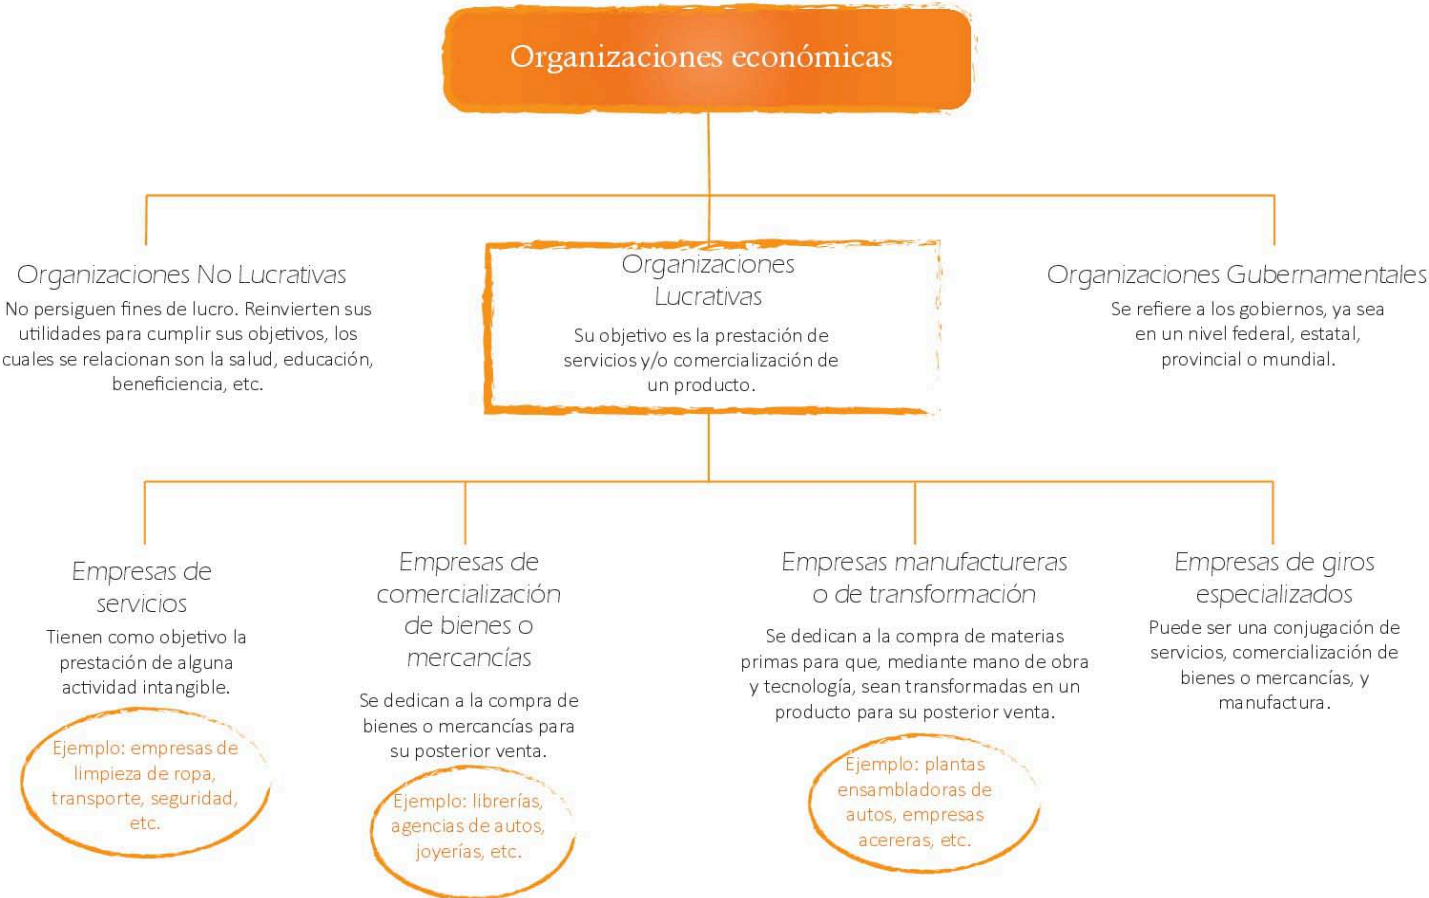 Organizaciones económicas
Organizaciones No Lucrativas
No persiguen fines de lucro. Reinvierten sus
utilidades para cumplir sus objetivos, los
cuales se relacionan son la salud, educación,
beneficiencia, etc.
Organizaciones
Lucrativas
Su objetivo es la prestación de
servicios y/o comercialización de
un producto.
Organizaciones Gubernamentales
Se refiere a los gobiernos, ya sea
en un nivel federal, estatal,
provincial o mundial.
Empresas de
servicios
Tienen como objetivo la
prestación de alguna
actividad intangible.
Ejemplo: empresas de
limpieza de ropa,
transporte, seguridad,
etc.
Empresas de
comercialización
de bienes o
mercancías
Se dedican a la compra de
bienes o mercancías para
su posterior venta.
Ejemplo: librerías,
agencias de autos,
joyerías, etc.
Empresas manufactureras
o de transformación
Se dedican a la compra de materias
primas para que, mediante mano de obra
y tecnología, sean transformadas en un
producto para su posterior venta.
Ejemplo: plantas
ensambladoras de
autos, empresas
acereras, etc.
Empresas de giros
especializados
Puede ser una conjugación de
servicios, comercialización de
bienes o mercancías, y
manufactura.